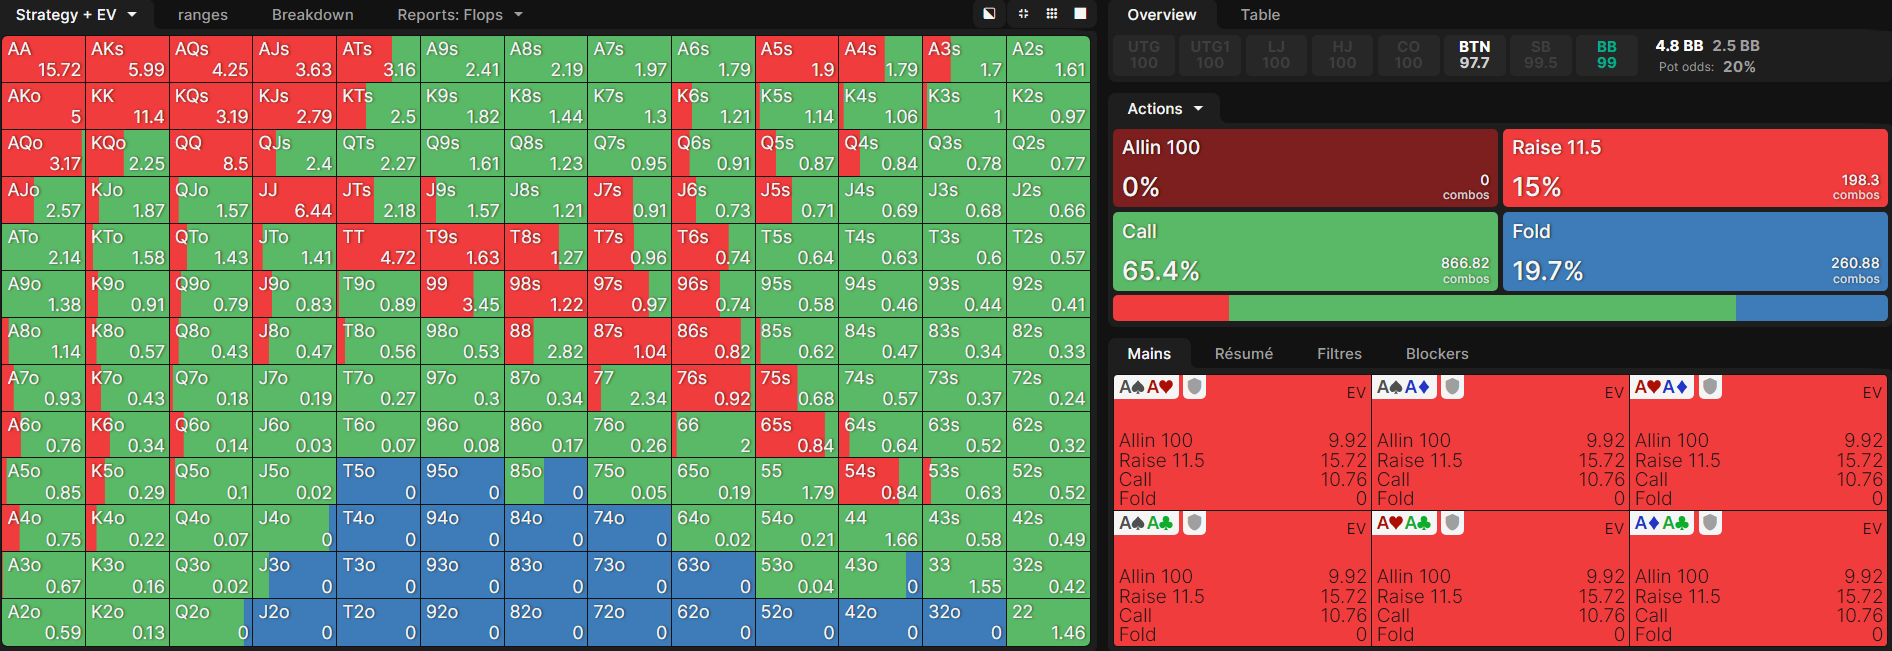 Strategy + EV ranges Breakdown Reports: Flops
AA AKs AQs AJs ATs A9s A8s A7s A6s A5s A4s A3s A2s
15.72 5.99 4.25 3.63 3.16 2.41 2.19 1.97 1.79 1.9 1.79 1.7 1.61
AKo KK KQs KJs KTs K9s K8s K7s K6s K5s K4s K3s K2s
5 11.4 3.19 2.79 2.5 1.82 1.44 1.3 1.21 1.14 1.06 1 0.97
AQo KQo QQ QJs QTs Q9s Q8s Q7s Q6s Q5s Q4s Q3s Q2s
3.17 2.25 8.5 2.4 2.27 1.61 1.23 0.95 0.91 0.87 0.84 0.78 0.77
AJo KJo QJo JJ JTs J9s J8s J7s J6s J5s J4s J3s J2s
2.57 1.87 1.57 6.44 2.18 1.57 1.21 0.91 0.73 0.71 0.69 0.68 0.66
ATo KTo QTo JTo TT T9s T8s T7s T6s T5s T4s T3s T2s
2.14 1.58 1.43 1.41 4.72 1.63 1.27 0.96 0.74 0.64 0.63 0.6 0.57
A9o K9o Q9o J9o T9o 99 98s 97s 96s 95s 94s 93s 92s
1.38 0.91 0.79 0.83 0.89 3.45 1.22 0.97 0.74 0.58 0.46 0.44 0.41
A8o K8o Q8o J8o T8o 98o 88 87s 86s 85s 84s 83s 82s
1.14 0.57 0.43 0.47 0.56 0.53 2.82 1.04 0.82 0.62 0.47 0.34 0.33
A7o K7o Q7o J7o T7o 97o 87o 77 76s 75s 74s 73s 72s
0.93 0.43 0.18 0.19 0.27 0.3 0.34 2.34 0.92 0.68 0.57 0.37 0.24
A6o K6o Q6o J6o T6o 96o 86o 76o 66 65s 64s 63s 62s
0.76 0.34 0.14 0.03 0.07 0.08 0.17 0.26 2 0.84 0.64 0.52 0.32
A5o K5o Q5o J5o T5o 95o 85o 75o 65o 55 54s 53s 52s
0.85 0.29 0.1 0.02 0 0 0 0.05 0.19 1.79 0.84 0.63 0.52
A4o K4o Q4o J4o T4o 94o 84o 74o 64o 54o 44 43s 42s
0.75 0.22 0.07 0 0 0 0 0 0.02 0.21 1.66 0.58 0.49
A3o K3o Q3o J3o T3o 93o 83o 73o 63o 53o 43o 33 32s
0.67 0.16 0.02 0 0 0 0 0 0 0.04 0 1.55 0.42
A2o K2o Q2o J2o T2o 92o 82o 72o 62o 52o 42o 32o 22
0.59 0.13 0 0 0 0 0 0 0 0 0 0 1.46
Overview Table
UTG UTG1 LJ HJ CO BTN SB BB 4.8 BB 2.5 BB
100 100 100 100 100 97.7 99.5 99 Pot odds: 20%
Actions
Allin 100 Raise 11.5
0% 0 combos 15% 198.3 combos
Call Fold
65.4% 866.82 combos 19.7% 260.88 combos
Mains Résumé Filtres Blockers
A♠A♥ EV A♠A♦ EV A♥A♦ EV
Allin 100 9.92 Allin 100 9.92 Allin 100 9.92
Raise 11.5 15.72 Raise 11.5 15.72 Raise 11.5 15.72
Call 10.76 Call 10.76 Call 10.76
Fold 0 Fold 0 Fold 0
A♠A♣ EV A♥A♣ EV A♦A♣ EV
Allin 100 9.92 Allin 100 9.92 Allin 100 9.92
Raise 11.5 15.72 Raise 11.5 15.72 Raise 11.5 15.72
Call 10.76 Call 10.76 Call 10.76
Fold 0 Fold 0 Fold 0